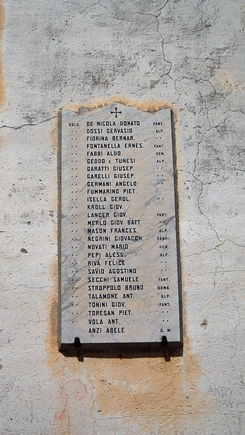 SOLD. DE NICOLA DONATO FANT.
" DOSSI GERVASIO ALP.
" FIORINA BERNAR. "
" FONTANELLA ERNES. FANT.
" FABBI ALDO GEN.
" GEDDO E TUNESI ALP.
" GARATTI GIUSEP. "
" GARELLI GIUSEP. "
" GERMANI ANGELO "
" FUMMARINO PIET. "
" ISELLA GEROL. "
" KROLL GIOV. "
" LANGER GIOV. FANT.
" MERLO GIOV. BATT. "
" MASON FRANCES. ALP.
" NEGRINI GIOVACCH. FANT.
" NOVATI MARIO GEN.
" PEPI ALESS. ALP.
" RIVA FELICE "
" SAVIO AGOSTINO "
" SECCHI SAMUELE FANT.
" STROPPOLO BRUNO
" TALAMONE ANT. ALP.
" TONINI GIOV. FANT.
" TORESAN PIET. "
" VOLA ANT. "
" ANZI ABELE